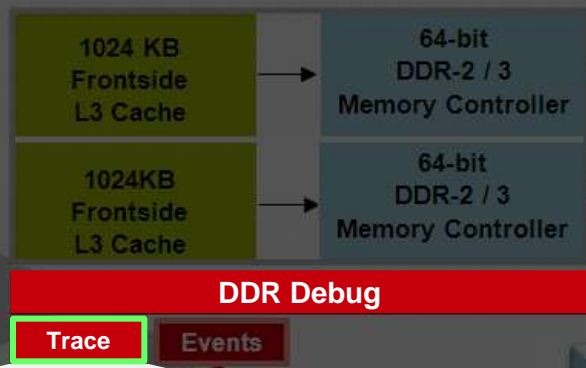 1024 KB
Frontside
L3 Cache
64-bit
DDR-2 / 3
Memory Controller
1024KB
Frontside
L3 Cache
64-bit
DDR-2 / 3
Memory Controller
DDR Debug
Trace
Events